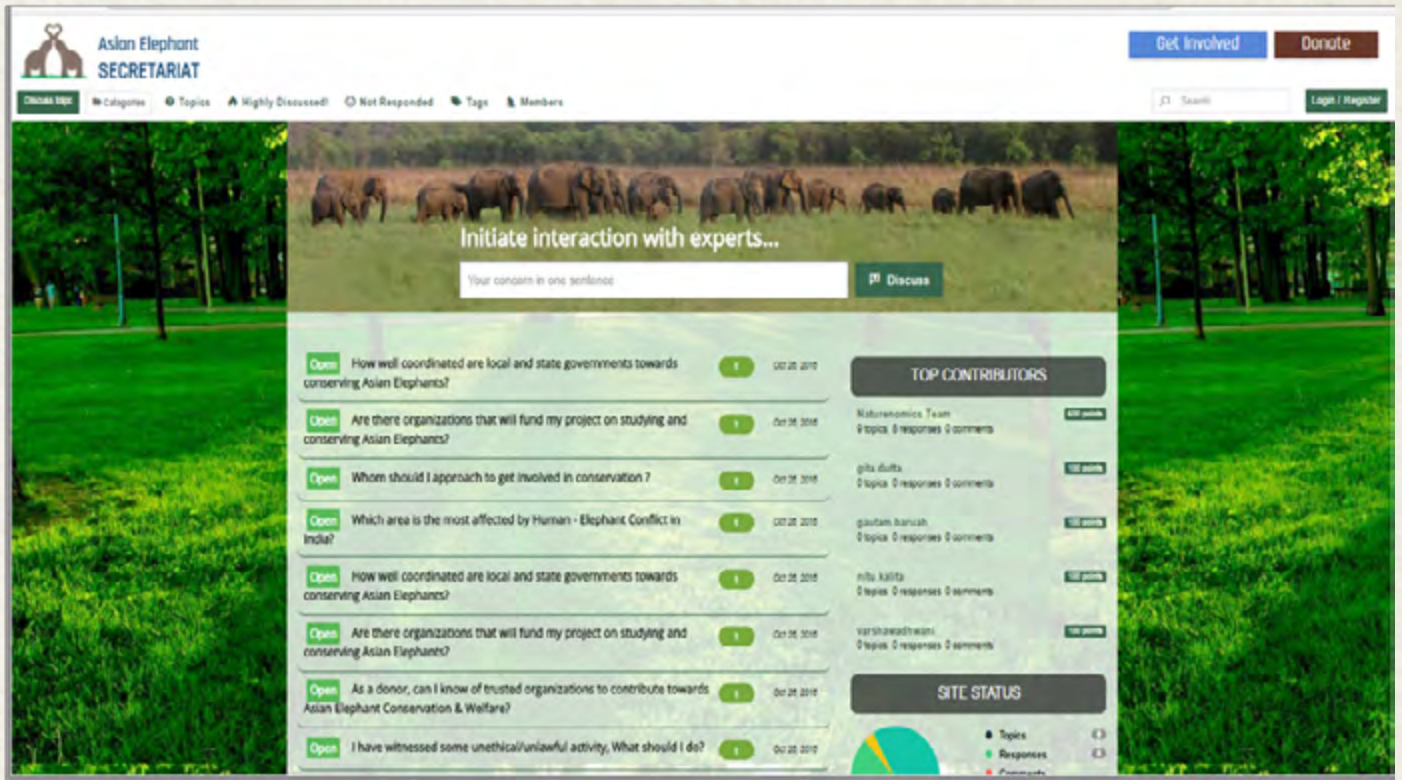 Asian Elephant
SECRETARIAT
Get Involved
Donate
Discuss
Categories
Topics
Highly Discussed!
Not Responded
Tags
Members
Search
Login / Register
Initiate interaction with experts...
Your concern in one sentence
Discuss
Open How well coordinated are local and state governments towards
conserving Asian Elephants?
Open Are there organizations that will fund my project on studying and
conserving Asian Elephants?
Open Whom should I approach to get involved in conservation ?
Open Which area is the most affected by Human - Elephant Conflict in
India?
Open How well coordinated are local and state governments towards
conserving Asian Elephants?
Open Are there organizations that will fund my project on studying and
conserving Asian Elephants?
Open As a donor, can I know of trusted organizations to contribute towards
Asian Elephant Conservation & Welfare?
Open I have witnessed some unethical/unlawful activity, What should I do?
TOP CONTRIBUTORS
Naturenomics Team
topics responses 0 comments
gita.dutta
0 topics 0 responses 0 comments
100 points
gautam.baruah
0 topics 0 responses 0 comments
100 points
nitu.kalita
0 topics 0 responses 0 comments
100 points
varshawadhwani
0 topics 0 responses 0 comments
100 points
SITE STATUS
Topics
Responses
Comments